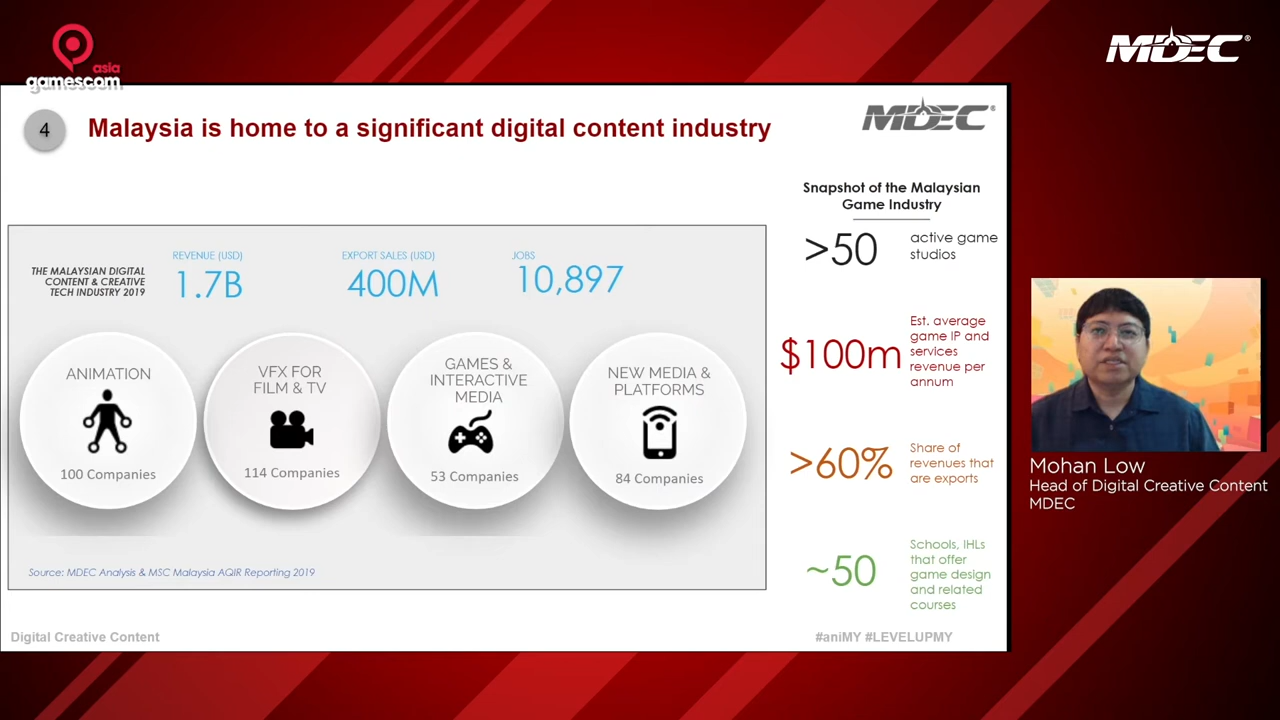 asia
gamescom
MDEC®
4
Malaysia is home to a significant digital content industry
MDEC®
THE MALAYSIAN DIGITAL
CONTENT & CREATIVE
TECH INDUSTRY 2019
REVENUE (USD)
1.7B
EXPORT SALES (USD)
400M
JOBS
10,897
ANIMATION
100 Companies
VFX FOR
FILM & TV
114 Companies
GAMES &
INTERACTIVE
MEDIA
53 Companies
NEW MEDIA &
PLATFORMS
84 Companies
Source: MDEC Analysis & MSC Malaysia AQIR Reporting 2019
Snapshot of the Malaysian
Game Industry
>50
active game
studios
$100m
Est. average
game IP and
services
revenue per
annum
>60%
Share of
revenues that
are exports
~50
Schools, IHLs
that offer
game design
and related
courses
Digital Creative Content
#aniMY #LEVELUPMY
Mohan Low
Head of Digital Creative Content
MDEC